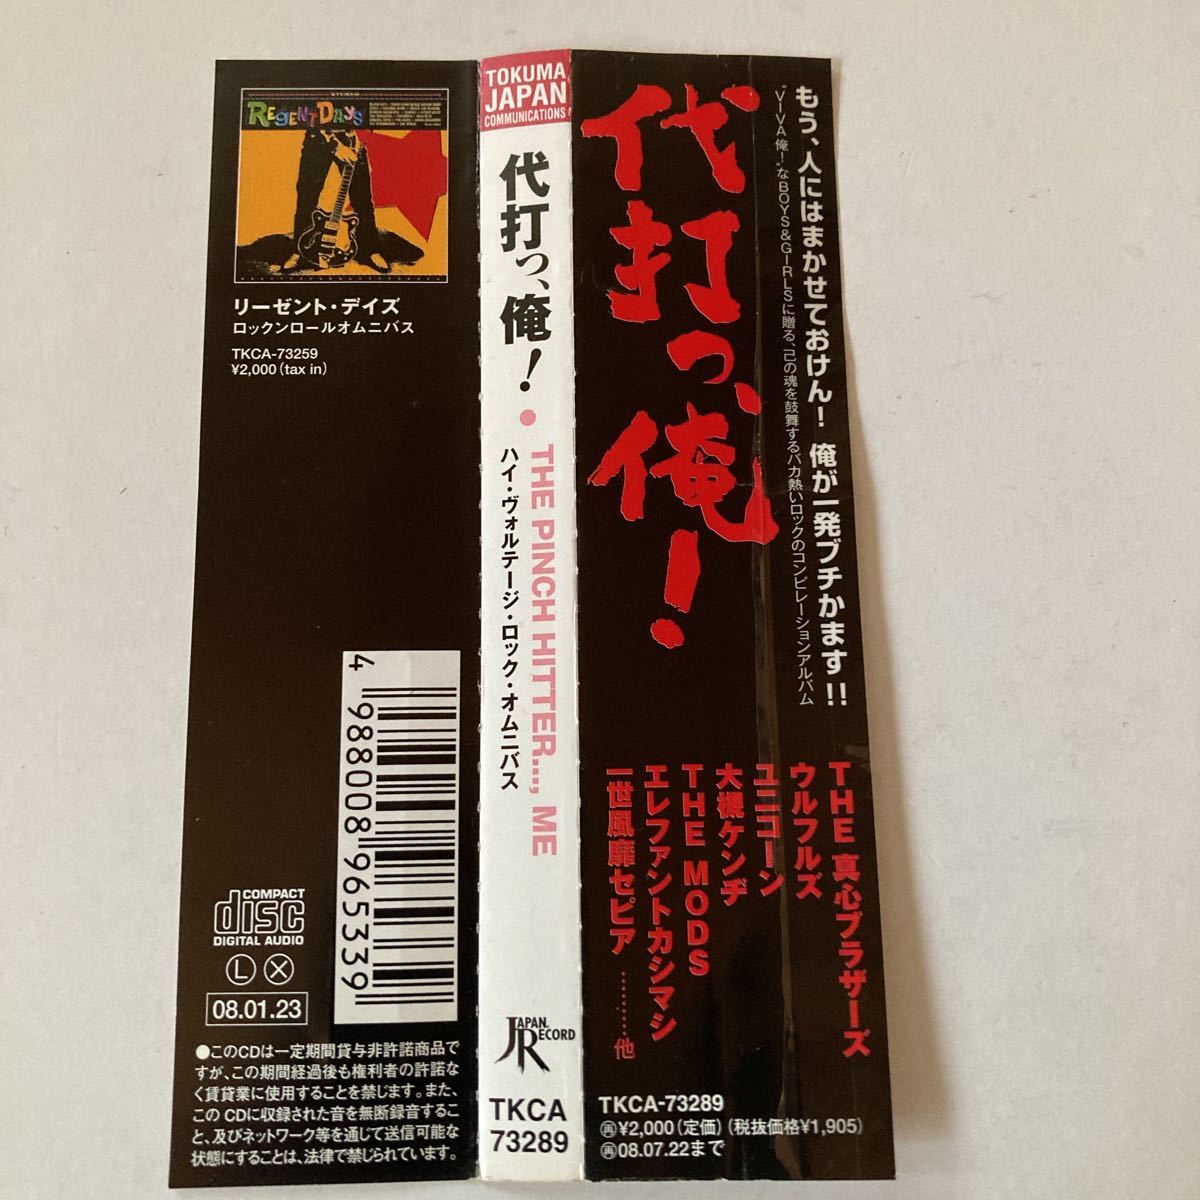 STEREO
REGENT DAYS
リーゼント・デイズ
ロックンロールオムニバス
TKCA-73259
¥2,000(tax in)
4 988008 965339
COMPACT
disc
DIGITAL AUDIO
L X
08.01.23
●このCDは一定期間貸与非許諾商品で
すが、この期間経過後も権利者の許諾な
く賃貸業に使用することを禁じます。また、
このCDに収録された音を無断録音するこ
と、及びネットワーク等を通じて送信可能な
状態にすることは、法律で禁じられています。
TOKUMA
JAPAN
COMMUNICATIONS
代打っ、俺!
●
THE PINCH HITTER...., ME
ハイ・ヴォルテージ・ロック・オムニバス
JAPAN.
RECORD
TKCA
73289
もう、人にはまかせておけん! 俺が一発ブチかます!!
"VIVA 俺!"なBOYS&GIRLSに贈る、己の魂を鼓舞するバカ熱いロックのコンピレーションアルバム
代打っ、俺!
THE 真心ブラザーズ
ウルフルズ
ユニコーン
大槻ケンヂ
THE MODS
エレファントカシマシ
一世風靡セピア………他
TKCA-73289
再¥2,000(定価)(税抜価格¥1,905)
再08.07.22まで